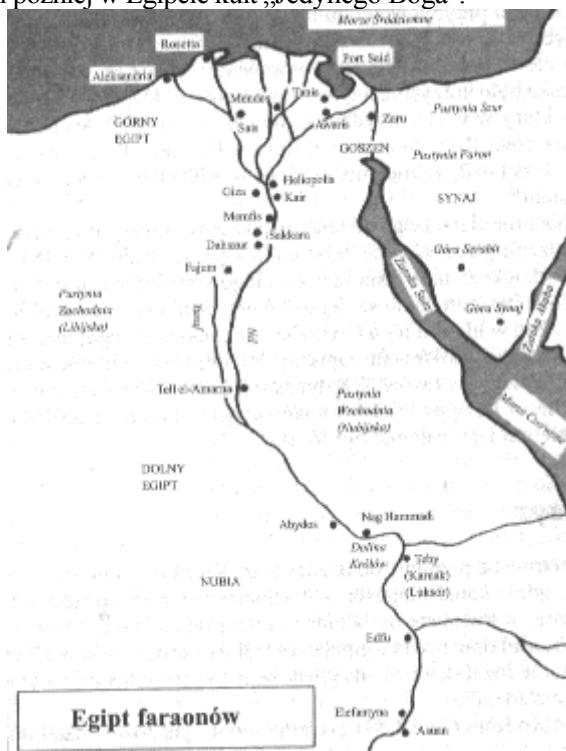 i później w Egipcie kult „Jedynego Boga".
Morze Śródziemne
Rosetta
Port Said
Aleksandria
Tanis
Mendes
Pustynia Szur
GÓRNY
EGIPT
Sais
Awaris
Zaru
GOSZEN
Pustynia Paran
Heliopolis
Giza
Kair
SYNAJ
Memfis
Sakkara
Dahszur
Góra Serabit
Fajum
Zatoka Sueska
Góra Synaj
Zatoka Akaba
Pustynia
Zachodnia
(Libijska)
Nil
Tell el-Amarna
Pustynia
Wschodnia
(Nubijska)
Morze Czerwone
DOLNY
EGIPT
Abydos
Nag Hammadi
Dolina
Królów
Teby
(Karnak)
(Luksor)
NUBIA
Edfu
Egipt faraonów
Elefantyna
Asuan